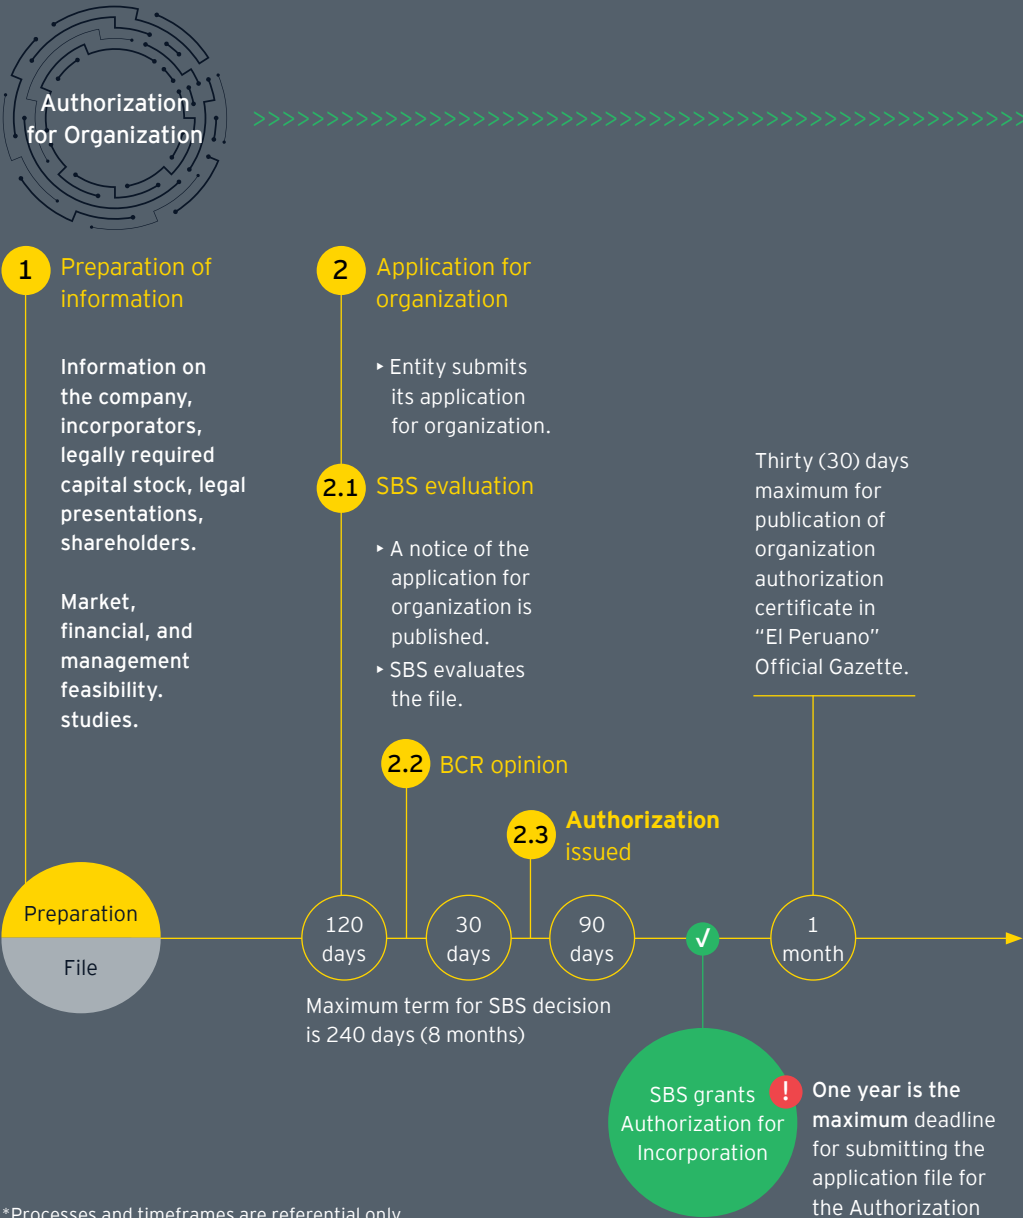 Authorization
for Organization
>>>>>>>>>>>>>>>>>>>>>>>>>>>>>>>>>>>>>>>>>>>>>>>>>>>>>
1
Preparation of
information
Information on
the company,
incorporators,
legally required
capital stock, legal
presentations,
shareholders.
Market,
financial, and
management
feasibility.
studies.
2
Application for
organization
‣ Entity submits
its application
for organization.
2.1 SBS evaluation
‣ A notice of the
application for
organization is
published.
‣ SBS evaluates
the file.
2.2 BCR opinion
2.3
Authorization
issued
Thirty (30) days
maximum for
publication of
organization
authorization
certificate in
“El Peruano”
Official Gazette.
Preparation
File
120
days
30
days
90
days
√
1
month
Maximum term for SBS decision
is 240 days (8 months)
SBS grants
Authorization for
Incorporation
!
One year is the
maximum deadline
for submitting the
application file for
the Authorization
*Processes and timeframes are referential only